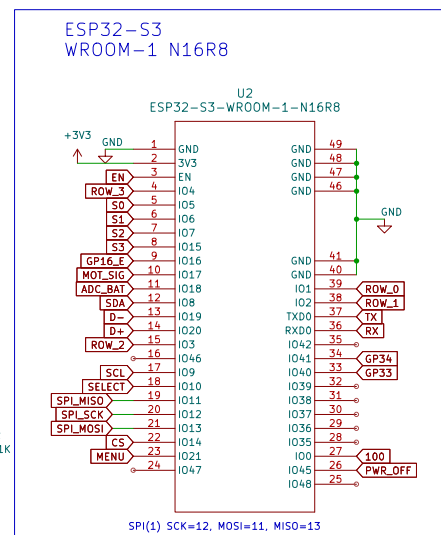 ESP32-S3
WROOM-1 N16R8
U2
ESP32-S3-WROOM-1-N16R8
+3V3
GND 1 GND GND 49
2 3V3 GND 48
EN 3 EN GND 47
ROW_3 4 IO4 GND 46
S0 5 IO5
S1 6 IO6 GND
S2 7 IO7
S3 8 IO15
GP16_E 9 IO16 GND 41
MOT_SIG 10 IO17 GND 40
ADC_BAT 11 IO18 IO1 39 ROW_0
SDA 12 IO8 IO2 38 ROW_1
D- 13 IO19 TXD0 37 TX
D+ 14 IO20 RXD0 36 RX
ROW_2 15 IO3 IO42 35
16 IO46 IO41 34 GP34
SCL 17 IO9 IO40 33 GP33
SELECT 18 IO10 IO39 32
SPI_MISO 19 IO11 IO38 31
SPI_SCK 20 IO12 IO37 30
SPI_MOSI 21 IO13 IO36 29
CS 22 IO14 IO35 28
MENU 23 IO21 IO0 27 100
24 IO47 IO45 26 PWR_OFF
IO48 25
1K
SPI(1) SCK=12, MOSI=11, MISO=13